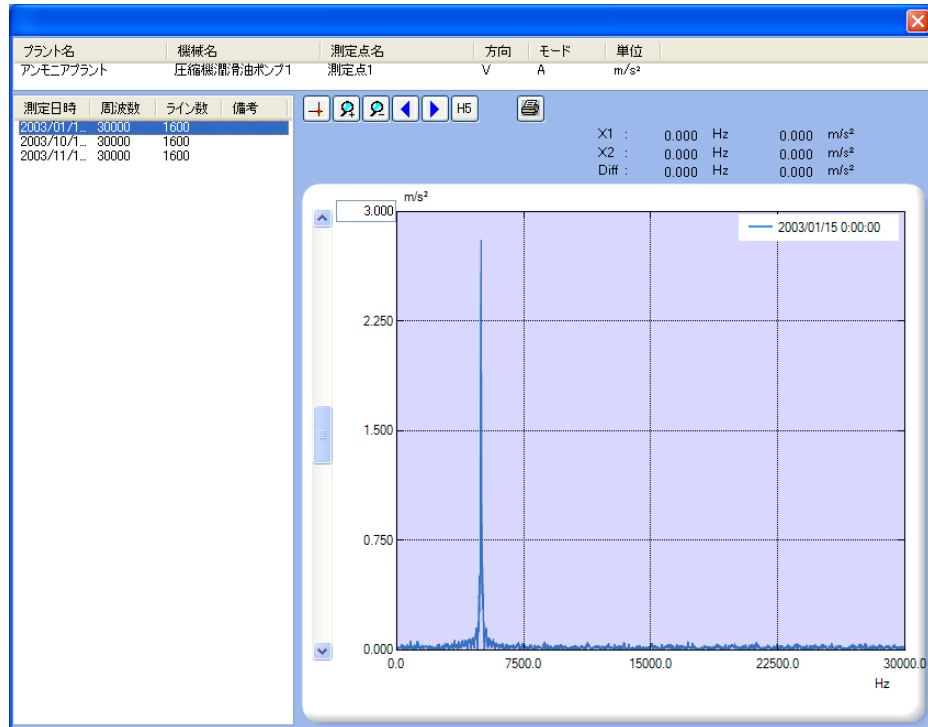 プラント名 機械名 測定点名 方向 モード 単位
アンモニアプラント 圧縮機潤滑油ポンプ1 測定点1 V A m/s²
測定日時 周波数 ライン数 備考
2003/01/1... 30000 1600
2003/10/1... 30000 1600
2003/11/1... 30000 1600
H5
X1 : 0.000 Hz 0.000 m/s²
X2 : 0.000 Hz 0.000 m/s²
Diff : 0.000 Hz 0.000 m/s²
m/s²
3.000
2003/01/15 0:00:00
2.250
1.500
0.750
0.000
0.0 7500.0 15000.0 22500.0 30000.0
Hz